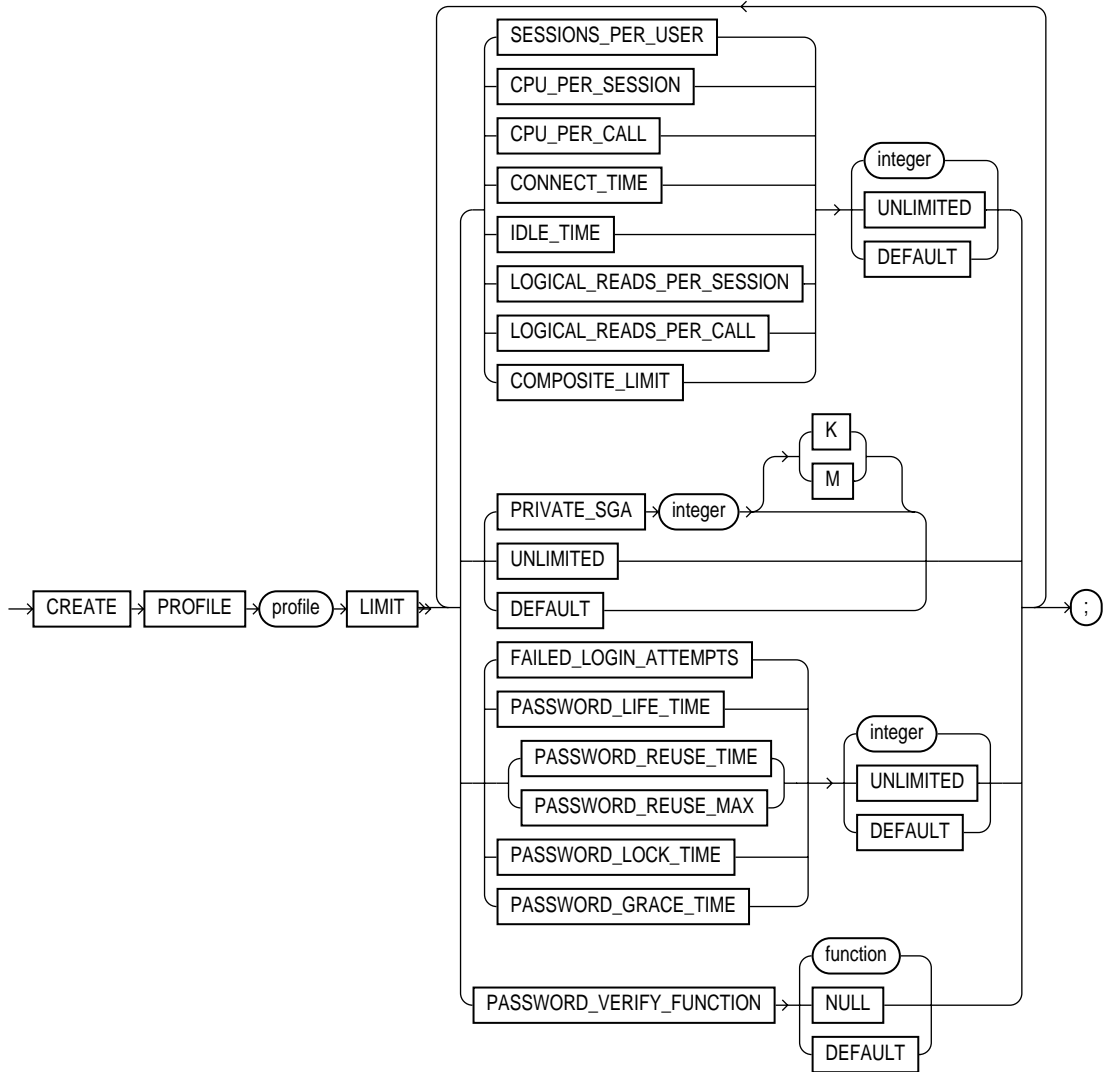 SESSIONS_PER_USER
CPU_PER_SESSION
CPU_PER_CALL
CONNECT_TIME
IDLE_TIME
LOGICAL_READS_PER_SESSION
LOGICAL_READS_PER_CALL
COMPOSITE_LIMIT
integer
UNLIMITED
DEFAULT
K
M
PRIVATE_SGA integer
UNLIMITED
DEFAULT
CREATE PROFILE profile LIMIT
;
FAILED_LOGIN_ATTEMPTS
PASSWORD_LIFE_TIME
PASSWORD_REUSE_TIME
PASSWORD_REUSE_MAX
PASSWORD_LOCK_TIME
PASSWORD_GRACE_TIME
integer
UNLIMITED
DEFAULT
PASSWORD_VERIFY_FUNCTION
function
NULL
DEFAULT